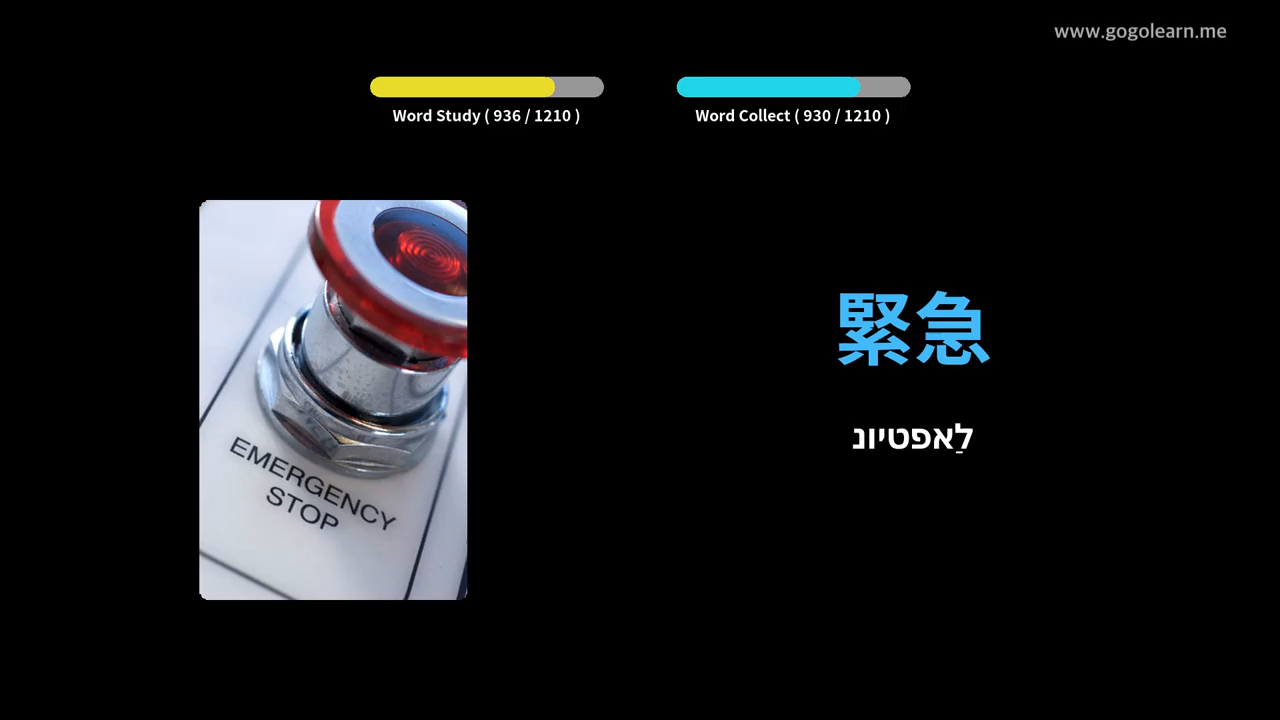 www.gogolearn.me
Word Study ( 936 / 1210 )
Word Collect ( 930 / 1210 )
緊急
לַאפטיונ
EMERGENCY
STOP